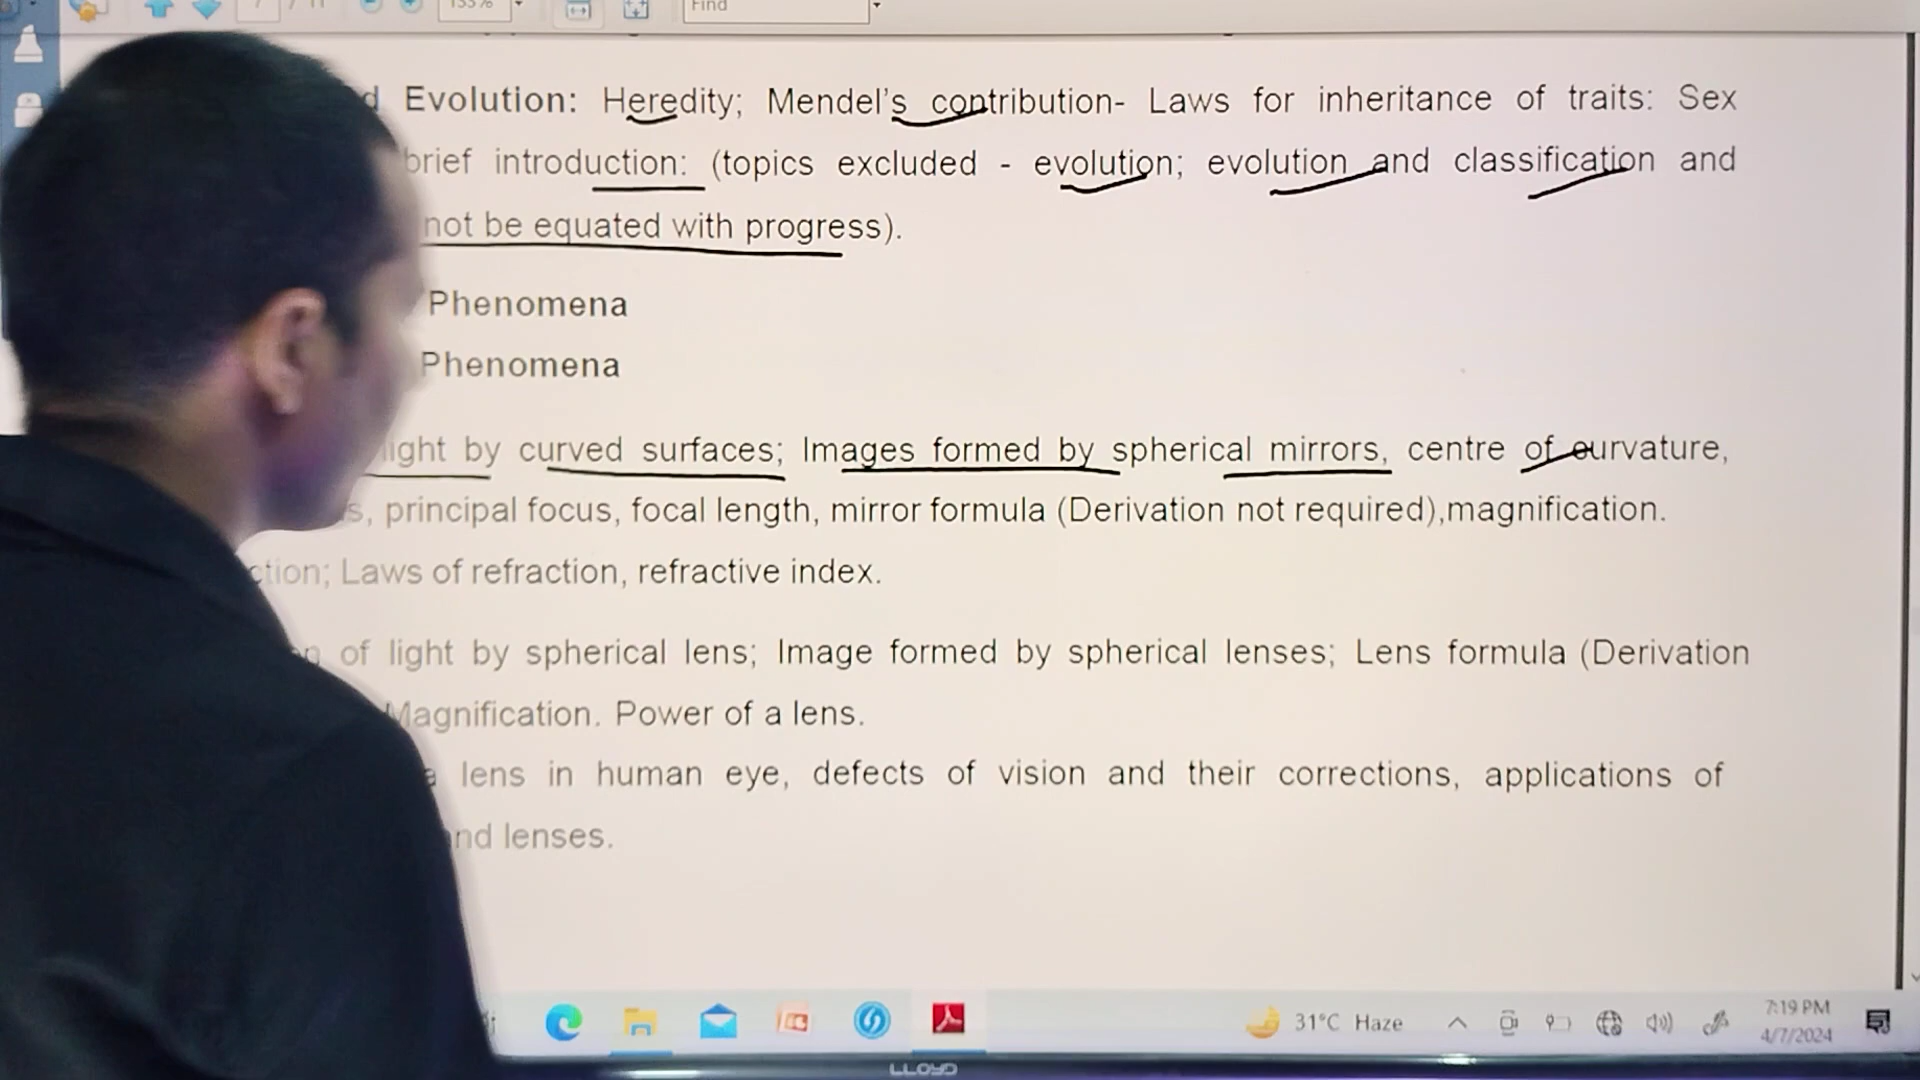 133%
Find
d Evolution: Heredity; Mendel's contribution- Laws for inheritance of traits: Sex
brief introduction: (topics excluded - evolution; evolution and classification and
not be equated with progress).
Phenomena
Phenomena
light by curved surfaces; Images formed by spherical mirrors, centre of curvature,
s, principal focus, focal length, mirror formula (Derivation not required),magnification.
ction; Laws of refraction, refractive index.
n of light by spherical lens; Image formed by spherical lenses; Lens formula (Derivation
Magnification. Power of a lens.
a lens in human eye, defects of vision and their corrections, applications of
nd lenses.
31°C Haze
7:19 PM
4/7/2024
LLOYD